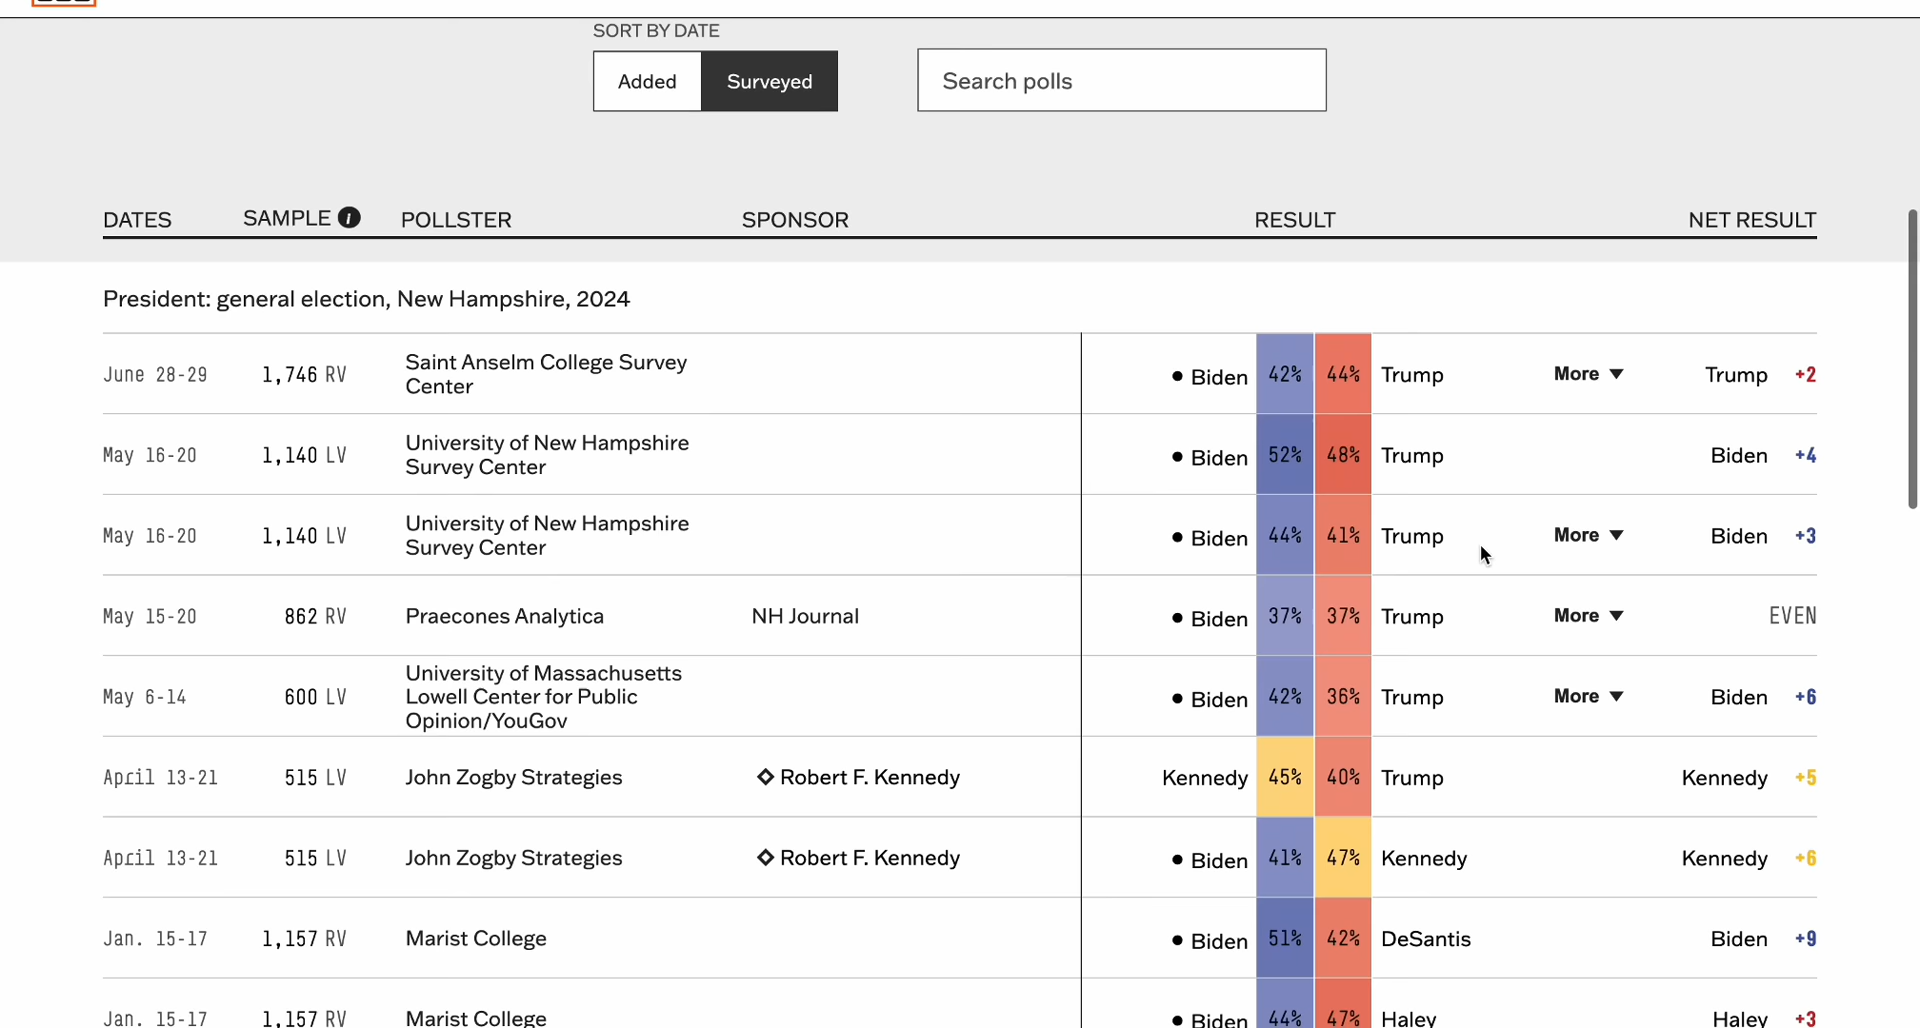 SORT BY DATE
Added Surveyed Search polls
DATES SAMPLE i POLLSTER SPONSOR RESULT NET RESULT
President: general election, New Hampshire, 2024
June 28-29 1,746 RV Saint Anselm College Survey Center ● Biden 42% 44% Trump More ▼ Trump +2
May 16-20 1,140 LV University of New Hampshire Survey Center ● Biden 52% 48% Trump Biden +4
May 16-20 1,140 LV University of New Hampshire Survey Center ● Biden 44% 41% Trump More ▼ Biden +3
May 15-20 862 RV Praecones Analytica NH Journal ● Biden 37% 37% Trump More ▼ EVEN
May 6-14 600 LV University of Massachusetts Lowell Center for Public Opinion/YouGov ● Biden 42% 36% Trump More ▼ Biden +6
April 13-21 515 LV John Zogby Strategies ◇ Robert F. Kennedy Kennedy 45% 40% Trump Kennedy +5
April 13-21 515 LV John Zogby Strategies ◇ Robert F. Kennedy ● Biden 41% 47% Kennedy Kennedy +6
Jan. 15-17 1,157 RV Marist College ● Biden 51% 42% DeSantis Biden +9
Jan. 15-17 1,157 RV Marist College ● Biden 44% 47% Haley Haley +3